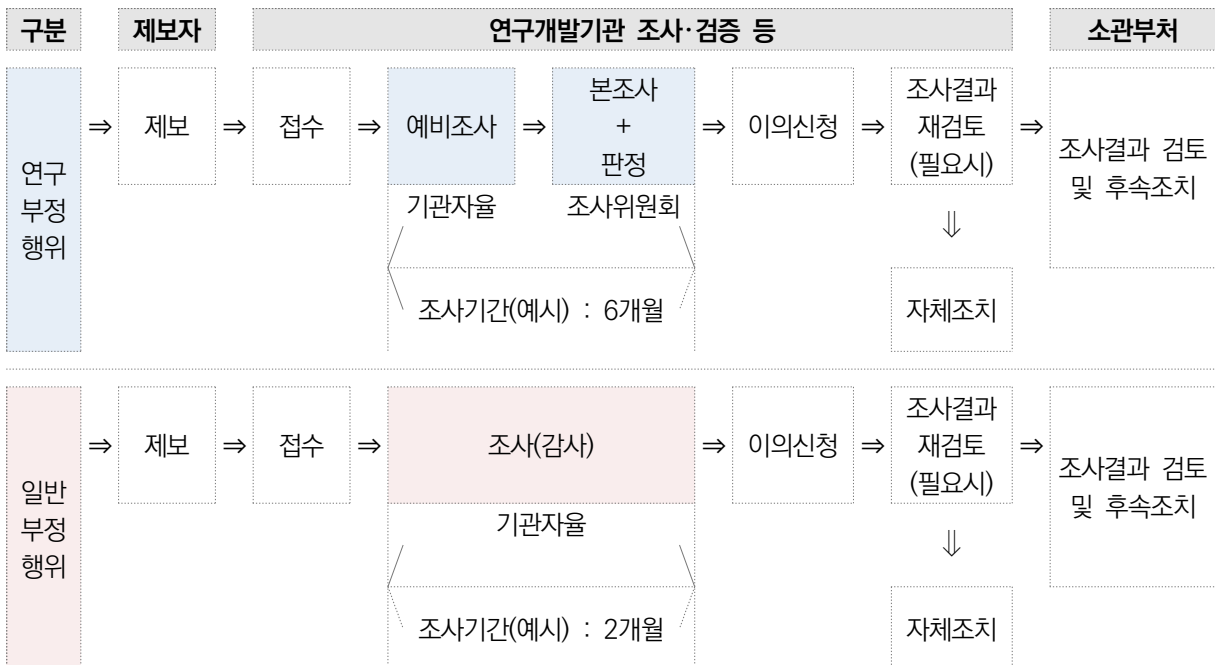 구분 제보자 연구개발기관 조사·검증 등 소관부처
연구
부정
행위
⇒ 제보 ⇒ 접수 ⇒ 예비조사 ⇒
본조사
+
판정
⇒ 이의신청 ⇒
조사결과
재검토
(필요시)
⇒
조사결과 검토
및 후속조치
기관자율 조사위원회
⇓
조사기간(예시) : 6개월
자체조치
일반
부정
행위
⇒ 제보 ⇒ 접수 ⇒ 조사(감사) ⇒ 이의신청 ⇒
조사결과
재검토
(필요시)
⇒
조사결과 검토
및 후속조치
기관자율
⇓
조사기간(예시) : 2개월
자체조치